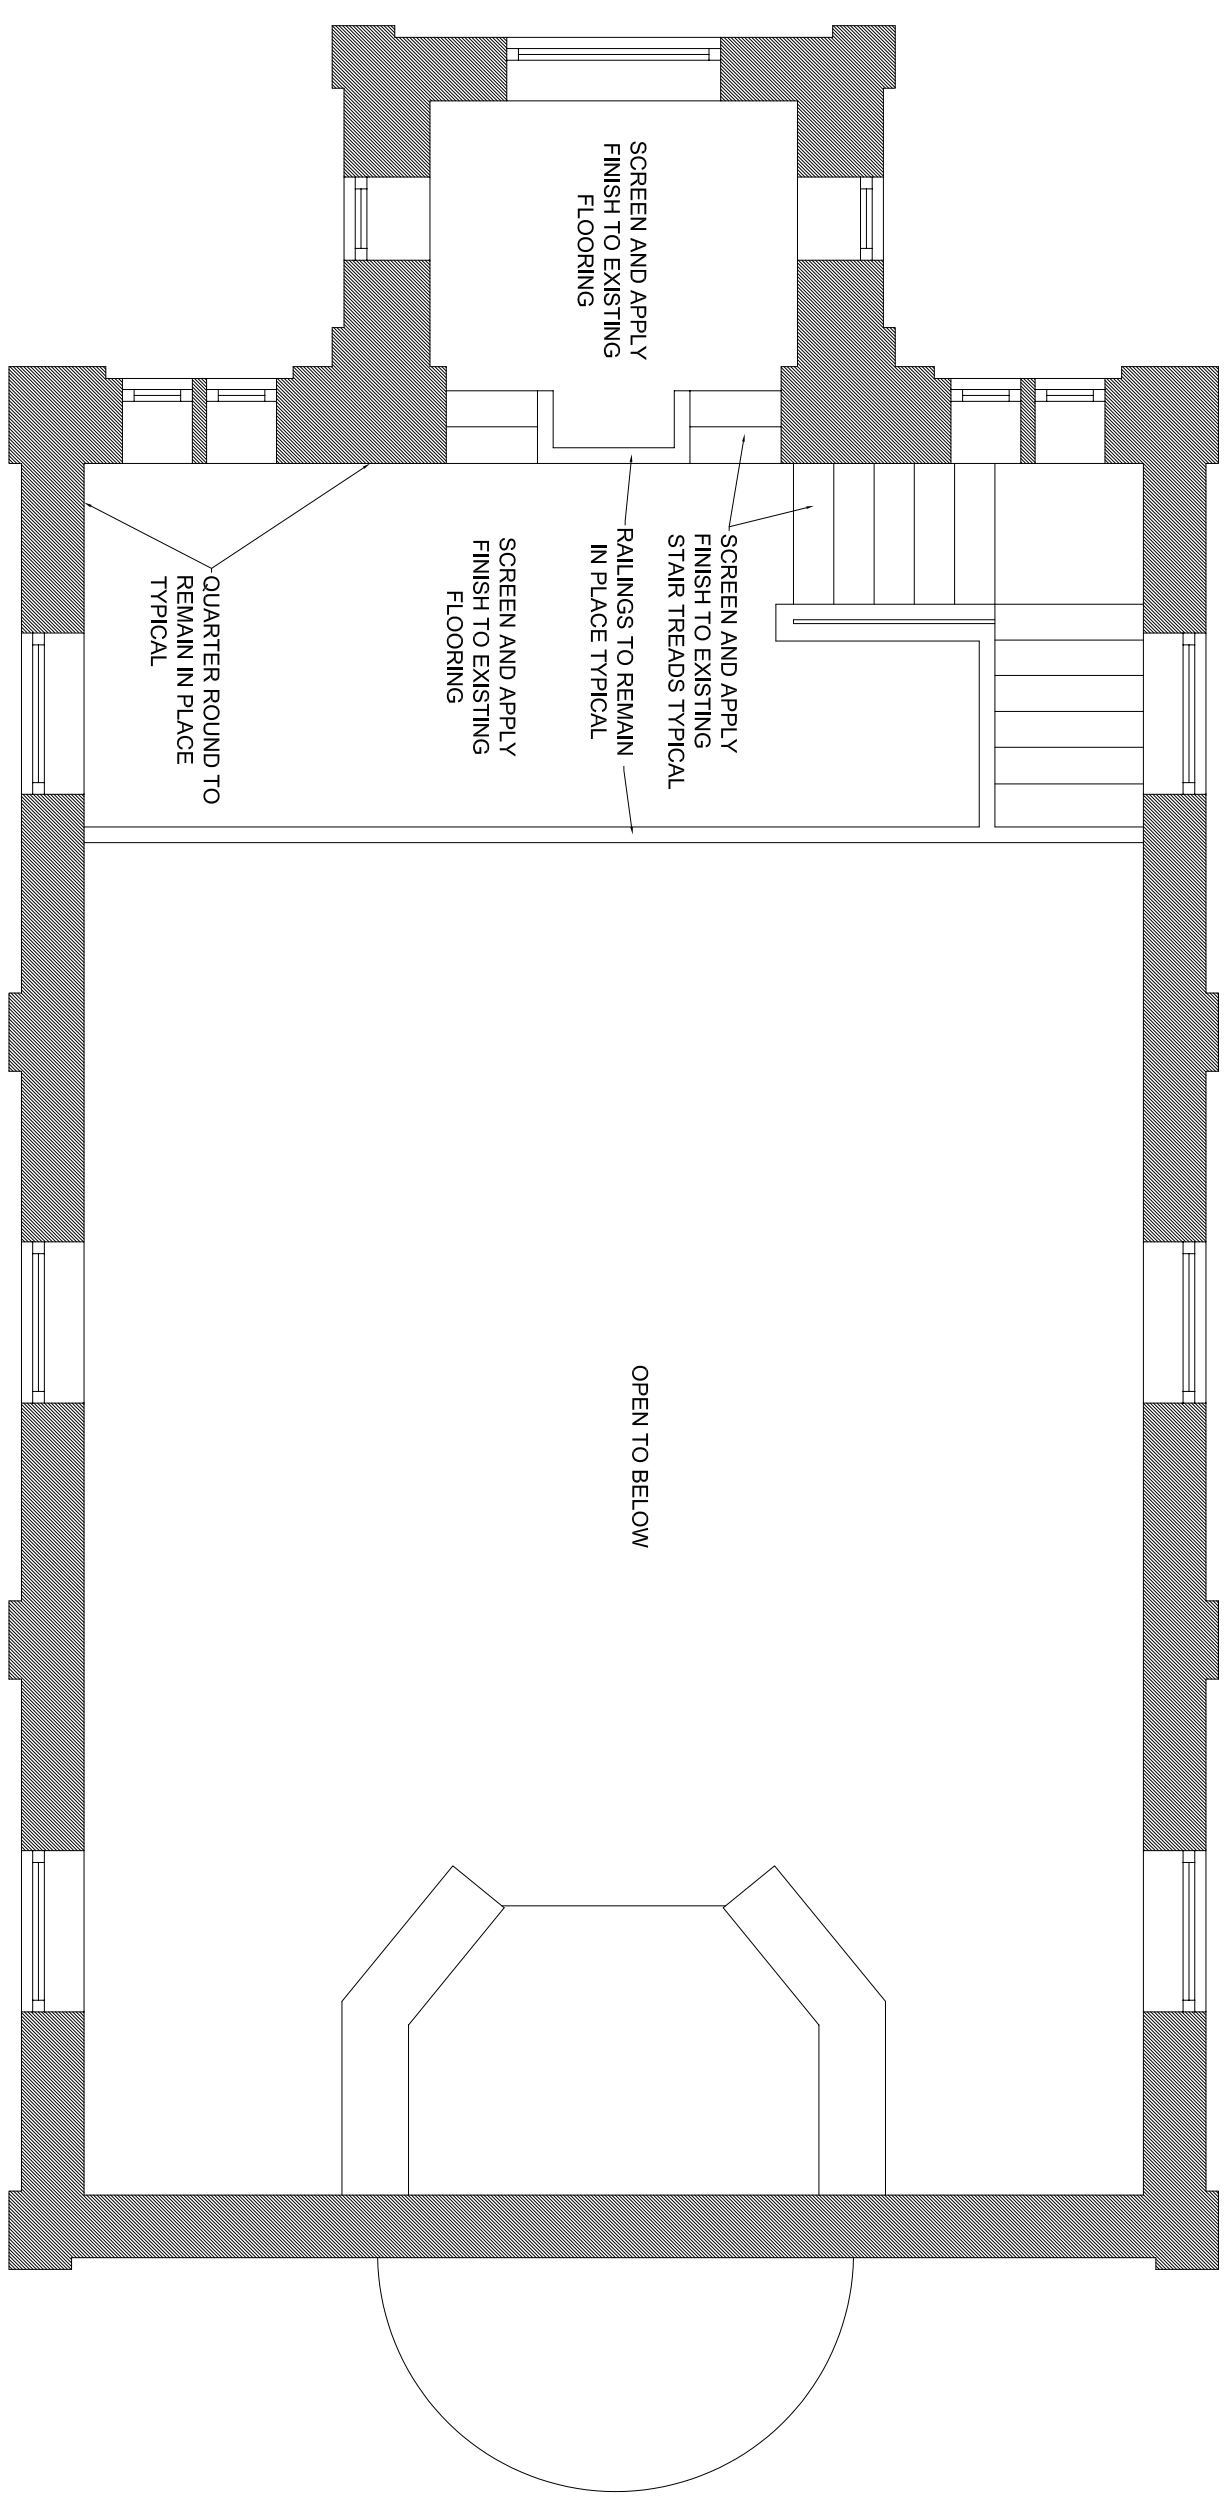 SCREEN AND APPLY
FINISH TO EXISTING
FLOORING
SCREEN AND APPLY
FINISH TO EXISTING
STAIR TREADS TYPICAL
RAILINGS TO REMAIN
IN PLACE TYPICAL
SCREEN AND APPLY
FINISH TO EXISTING
FLOORING
QUARTER ROUND TO
REMAIN IN PLACE
TYPICAL
OPEN TO BELOW